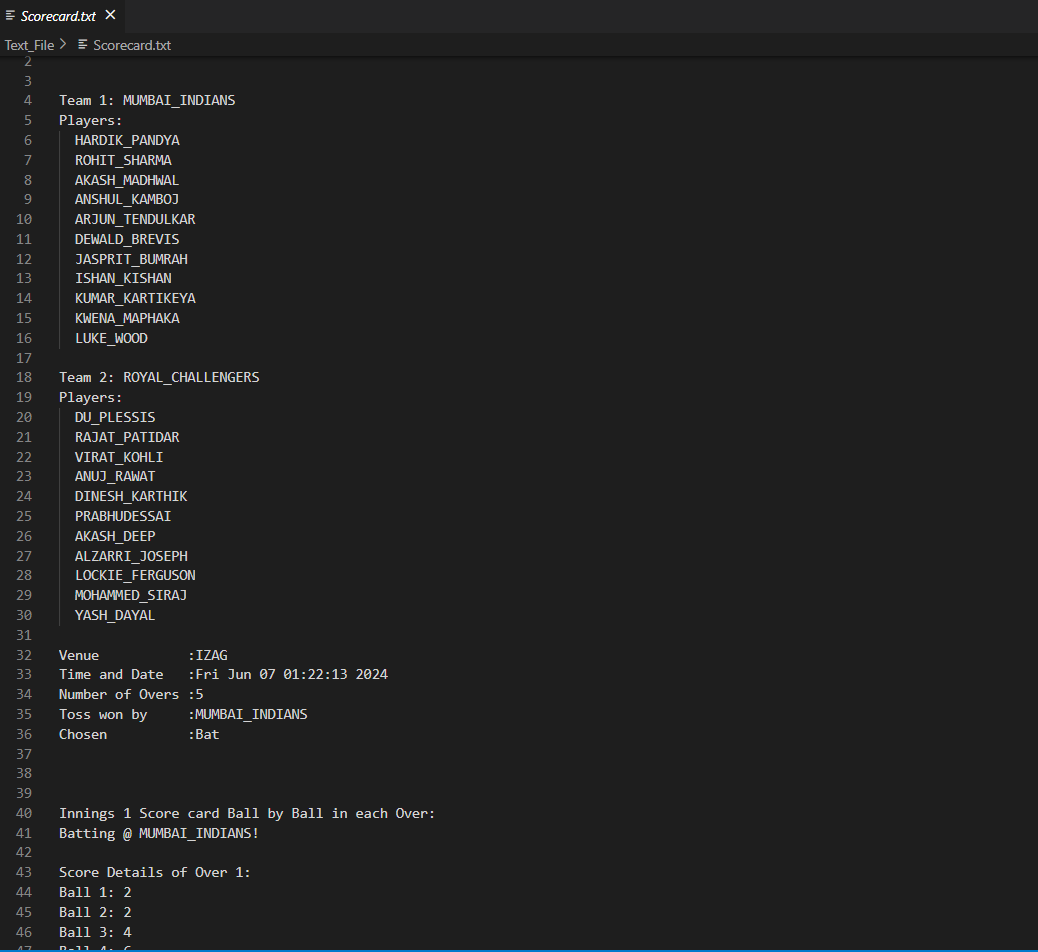 Scorecard.txt
Text_File > Scorecard.txt
2
3
4 Team 1: MUMBAI_INDIANS
5 Players:
6 HARDIK_PANDYA
7 ROHIT_SHARMA
8 AKASH_MADHWAL
9 ANSHUL_KAMBOJ
10 ARJUN_TENDULKAR
11 DEWALD_BREVIS
12 JASPRIT_BUMRAH
13 ISHAN_KISHAN
14 KUMAR_KARTIKEYA
15 KWENA_MAPHAKA
16 LUKE_WOOD
17
18 Team 2: ROYAL_CHALLENGERS
19 Players:
20 DU_PLESSIS
21 RAJAT_PATIDAR
22 VIRAT_KOHLI
23 ANUJ_RAWAT
24 DINESH_KARTHIK
25 PRABHUDESSAI
26 AKASH_DEEP
27 ALZARRI_JOSEPH
28 LOCKIE_FERGUSON
29 MOHAMMED_SIRAJ
30 YASH_DAYAL
31
32 Venue :IZAG
33 Time and Date :Fri Jun 07 01:22:13 2024
34 Number of Overs :5
35 Toss won by :MUMBAI_INDIANS
36 Chosen :Bat
37
38
39
40 Innings 1 Score card Ball by Ball in each Over:
41 Batting @ MUMBAI_INDIANS!
42
43 Score Details of Over 1:
44 Ball 1: 2
45 Ball 2: 2
46 Ball 3: 4
47 Ball 4: